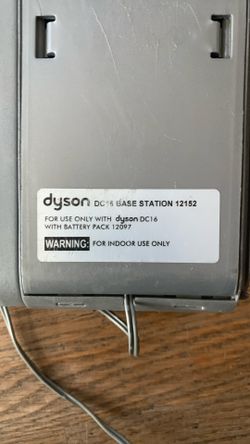 dyson DC16 BASE STATION 12152
FOR USE ONLY WITH dyson DC16
WITH BATTERY PACK 12097
WARNING: FOR INDOOR USE ONLY